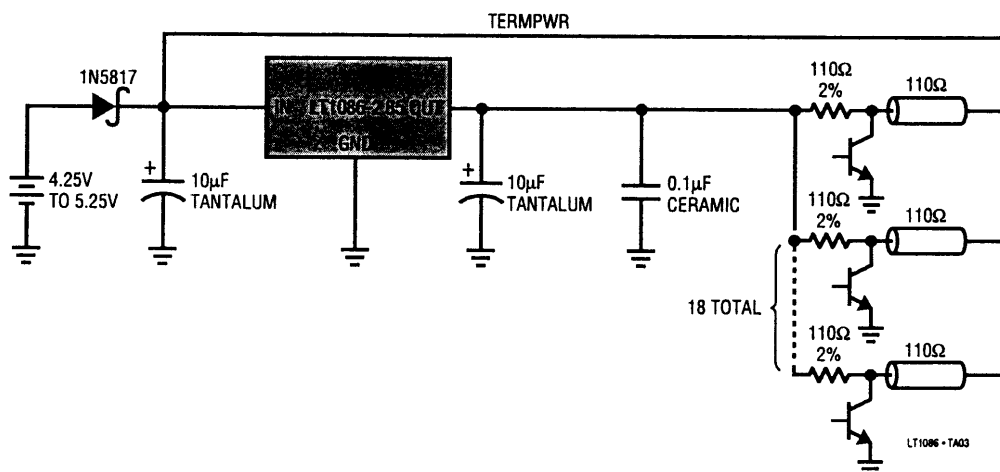 TERMPWR
1N5817
IN LT1086-2.85 OUT
GND
4.25V
TO 5.25V
+
10µF
TANTALUM
+
10µF
TANTALUM
0.1µF
CERAMIC
110Ω
2%
110Ω
110Ω
2%
110Ω
18 TOTAL
110Ω
2%
110Ω
LT1086 • TA03